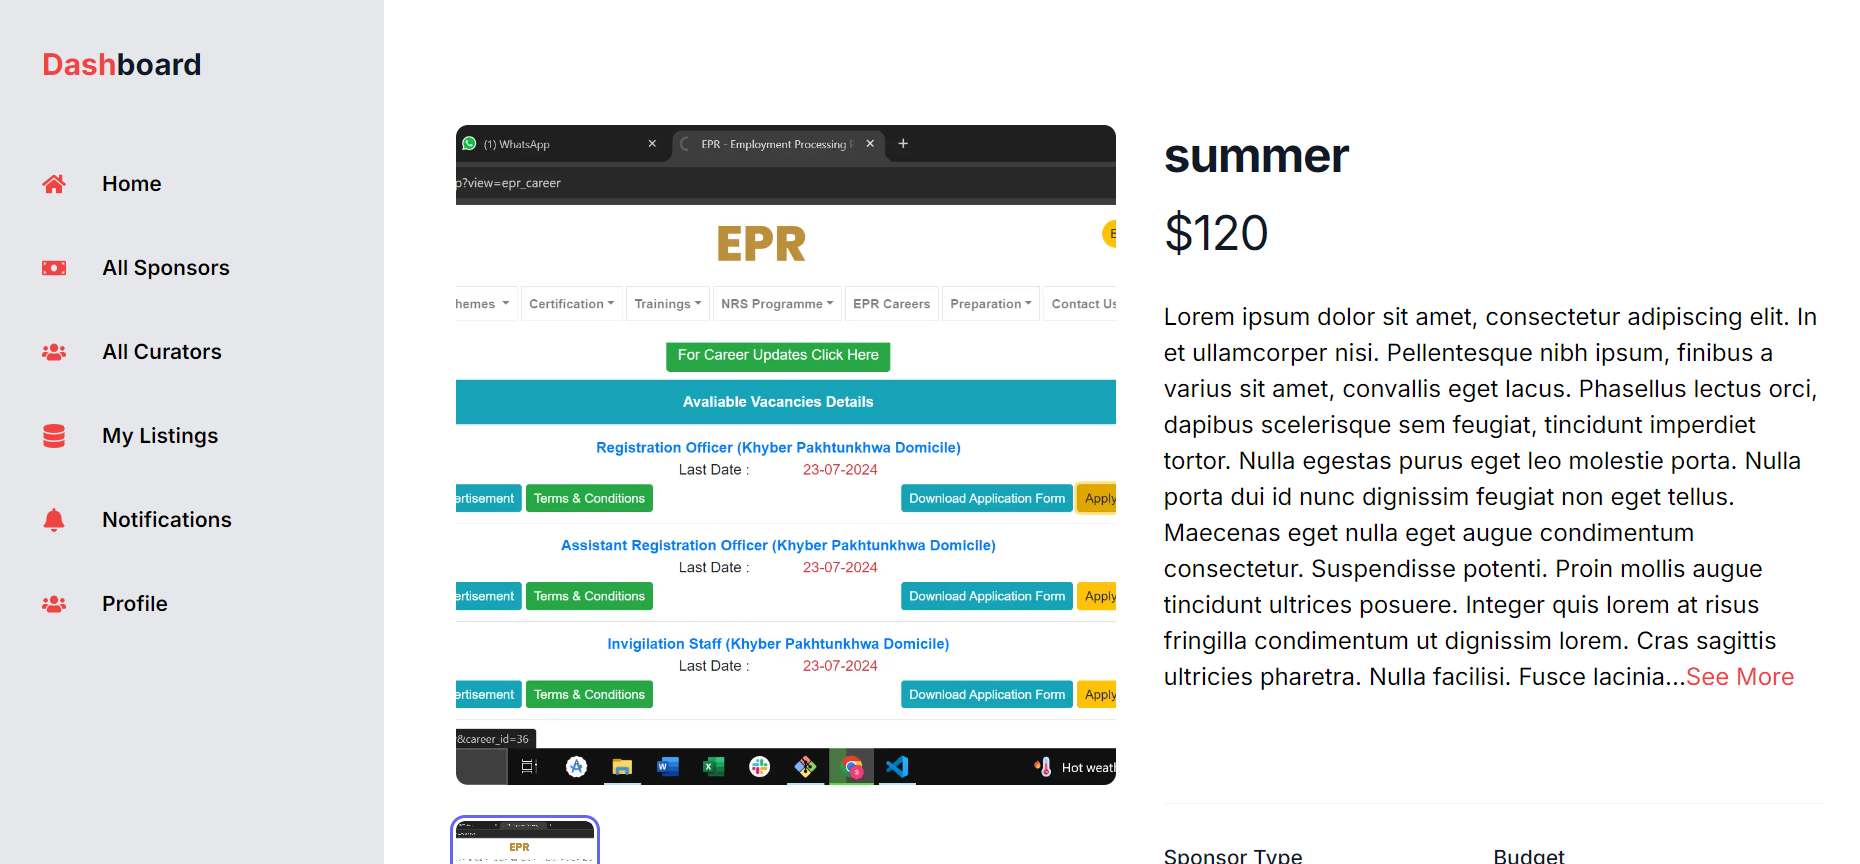 Dashboard
Home
All Sponsors
All Curators
My Listings
Notifications
Profile
(1) WhatsApp
EPR - Employment Processing
p?view=epr_career
EPR
hemes
Certification
Trainings
NRS Programme
EPR Careers
Preparation
Contact Us
For Career Updates Click Here
Avaliable Vacancies Details
Registration Officer (Khyber Pakhtunkhwa Domicile)
Last Date : 23-07-2024
ertisement Terms & Conditions Download Application Form Apply
Assistant Registration Officer (Khyber Pakhtunkhwa Domicile)
Last Date : 23-07-2024
ertisement Terms & Conditions Download Application Form Apply
Invigilation Staff (Khyber Pakhtunkhwa Domicile)
Last Date : 23-07-2024
ertisement Terms & Conditions Download Application Form Apply
&career_id=36
Hot weath
EPR
summer
$120
Lorem ipsum dolor sit amet, consectetur adipiscing elit. In
et ullamcorper nisi. Pellentesque nibh ipsum, finibus a
varius sit amet, convallis eget lacus. Phasellus lectus orci,
dapibus scelerisque sem feugiat, tincidunt imperdiet
tortor. Nulla egestas purus eget leo molestie porta. Nulla
porta dui id nunc dignissim feugiat non eget tellus.
Maecenas eget nulla eget augue condimentum
consectetur. Suspendisse potenti. Proin mollis augue
tincidunt ultrices posuere. Integer quis lorem at risus
fringilla condimentum ut dignissim lorem. Cras sagittis
ultricies pharetra. Nulla facilisi. Fusce lacinia...See More
Sponsor Type Budget